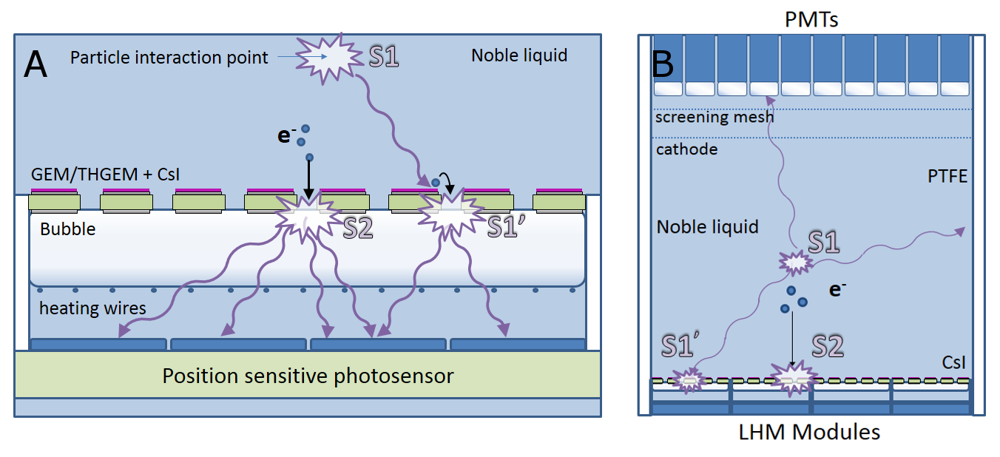 A
Particle interaction point
S1
Noble liquid
e-
GEM/THGEM + CsI
S2
S1′
Bubble
heating wires
Position sensitive photosensor
PMTs
B
screening mesh
cathode
PTFE
Noble liquid
S1
e-
S1′
S2
CsI
LHM Modules